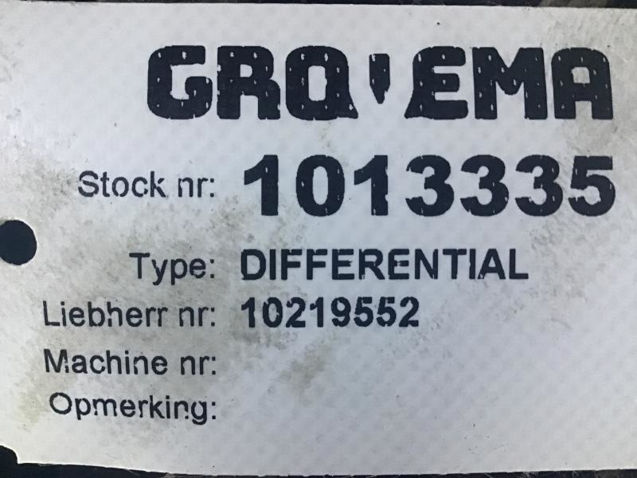 GROVEMA
Stock nr: 1013335
Type: DIFFERENTIAL
Liebherr nr: 10219552
Machine nr:
Opmerking: